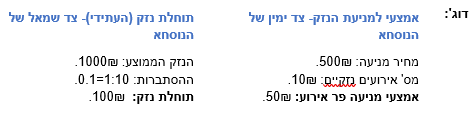 דוג':
אמצעי למניעת הנזק- צד ימין של הנוסחא
מחיר מניעה: 500₪.
מס' אירועים נזקיים: 10₪.
אמצעי מניעה פר אירוע: 50₪.
תוחלת נזק (העתידי)- צד שמאל של הנוסחא
הנזק הממוצע: 1000₪.
ההסתברות: 0.1=1:10.
תוחלת נזק: 100₪.